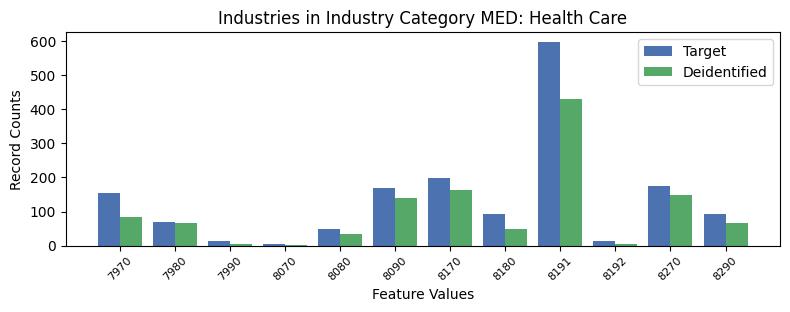 Industries in Industry Category MED: Health Care
Target
Deidentified
Record Counts
600
500
400
300
200
100
0
7970 7980 7990 8070 8080 8090 8170 8180 8191 8192 8270 8290
Feature Values